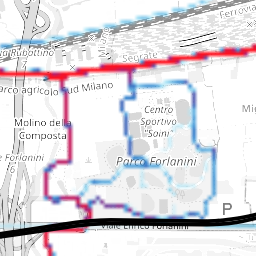 Ferrovia
Rubattino
Segrate
Parco agricolo Sud Milano
Centro
Sportivo
"Saini"
Molino della
Composta
Forlanini
Parco Forlanini
P
Viale Enrico Forlanini